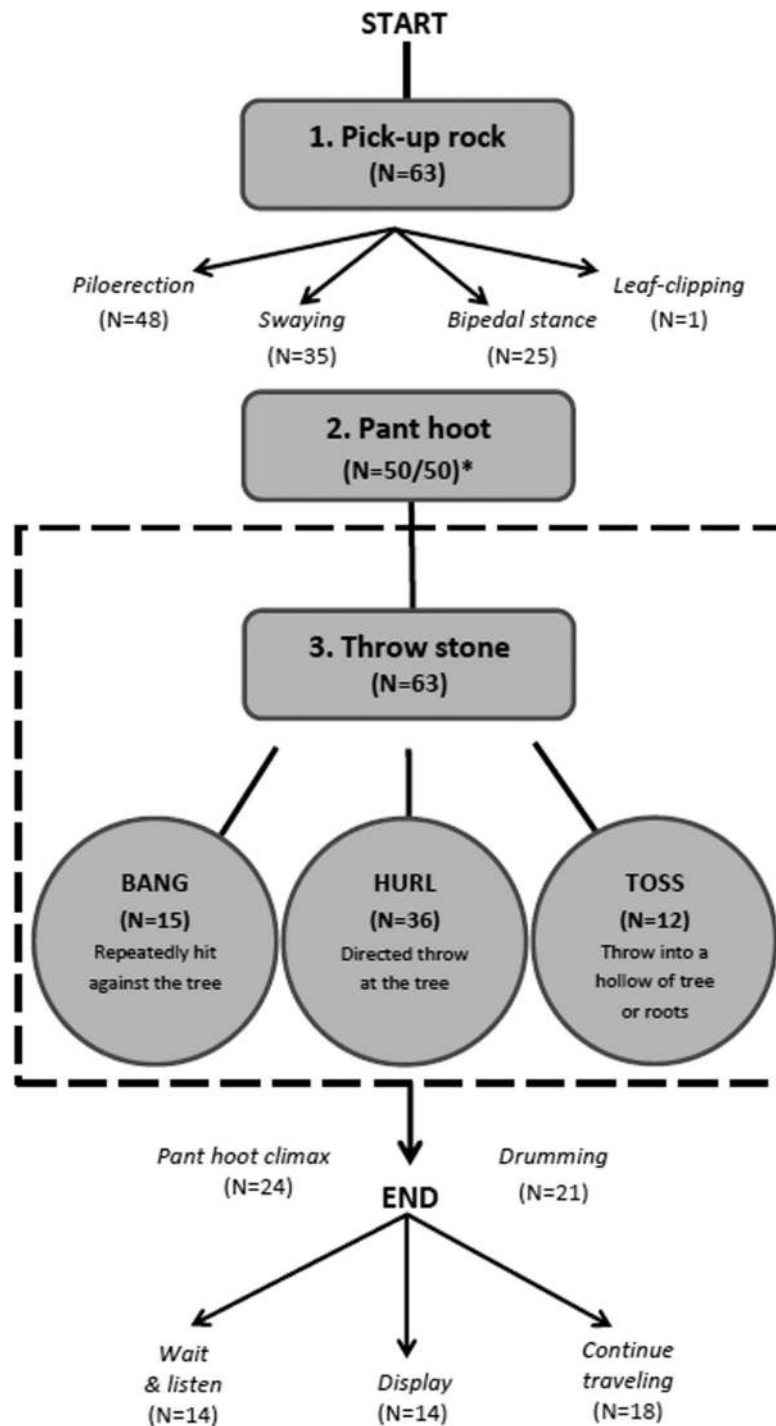 START
1. Pick-up rock
(N=63)
Piloerection
(N=48)
Swaying
(N=35)
Bipedal stance
(N=25)
Leaf-clipping
(N=1)
2. Pant hoot
(N=50/50)*
3. Throw stone
(N=63)
BANG
(N=15)
Repeatedly hit
against the tree
HURL
(N=36)
Directed throw
at the tree
TOSS
(N=12)
Throw into a
hollow of tree
or roots
Pant hoot climax
(N=24)
Drumming
(N=21)
END
Wait
& listen
(N=14)
Display
(N=14)
Continue
traveling
(N=18)